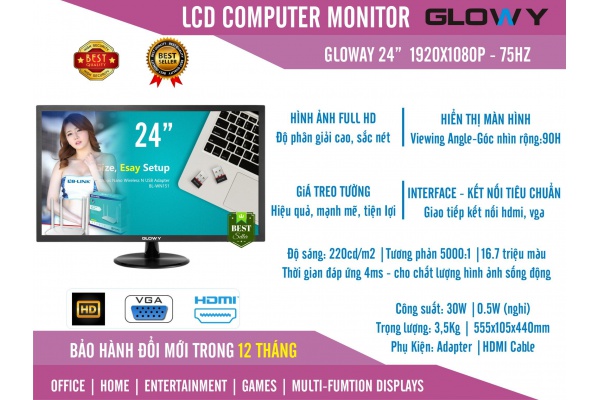 LCD COMPUTER MONITOR GLOWY
GLOWAY 24” 1920X1080P - 75HZ
BEST
QUALITY
BEST
SELLER
24”
ize, Esay Setup
LB-LINK
BL-WN151
GLOWY
BEST
Seller
HÌNH ẢNH FULL HD
Độ phân giải cao, sắc nét
HIỂN THỊ MÀN HÌNH
Viewing Angle-Góc nhìn rộng:90H
GIÁ TREO TƯỜNG
Hiệu quả, mạnh mẽ, tiện lợi
INTERFACE - KẾT NỐI TIÊU CHUẨN
Giao tiếp kết nối hdmi, vga
Độ sáng: 220cd/m2 | Tương phản 5000:1 | 16.7 triệu màu
Thời gian đáp ứng 4ms - cho chất lượng hình ảnh sống động
HD
VGA
HDMI
Công suất: 30W | 0.5W (nghỉ)
Trọng lượng: 3,5Kg | 555x105x440mm
Phụ Kiện: Adapter | HDMI Cable
BẢO HÀNH ĐỔI MỚI TRONG 12 THÁNG
OFFICE | HOME | ENTERTAINMENT | GAMES | MULTI-FUMTION DISPLAYS